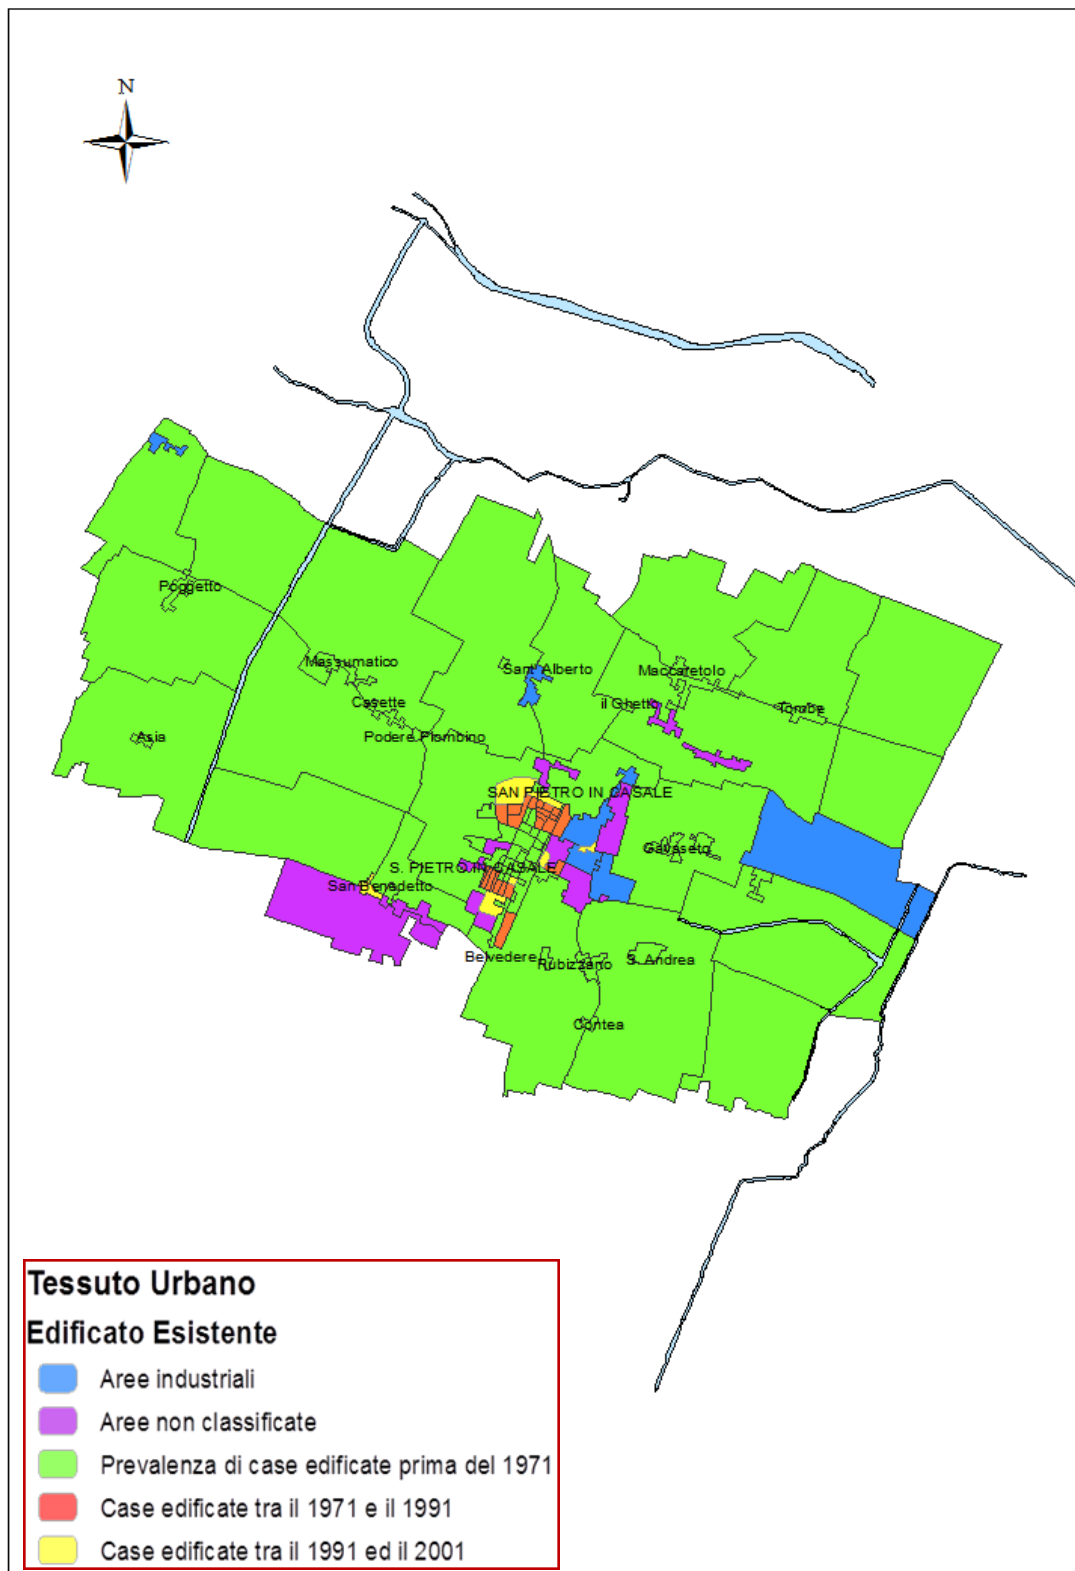 N
Poggetto
Massumatico
Sant' Alberto
Maccaretolo
Casette
il Ghetto
Tombe
Asia
Podere Piombino
SAN PIETRO IN CASALE
Gavaseto
S. PIETRO IN CASALE
San Benedetto
Belvedere
Rubizzano
S. Andrea
Contea
Tessuto Urbano
Edificato Esistente
Aree industriali
Aree non classificate
Prevalenza di case edificate prima del 1971
Case edificate tra il 1971 e il 1991
Case edificate tra il 1991 ed il 2001